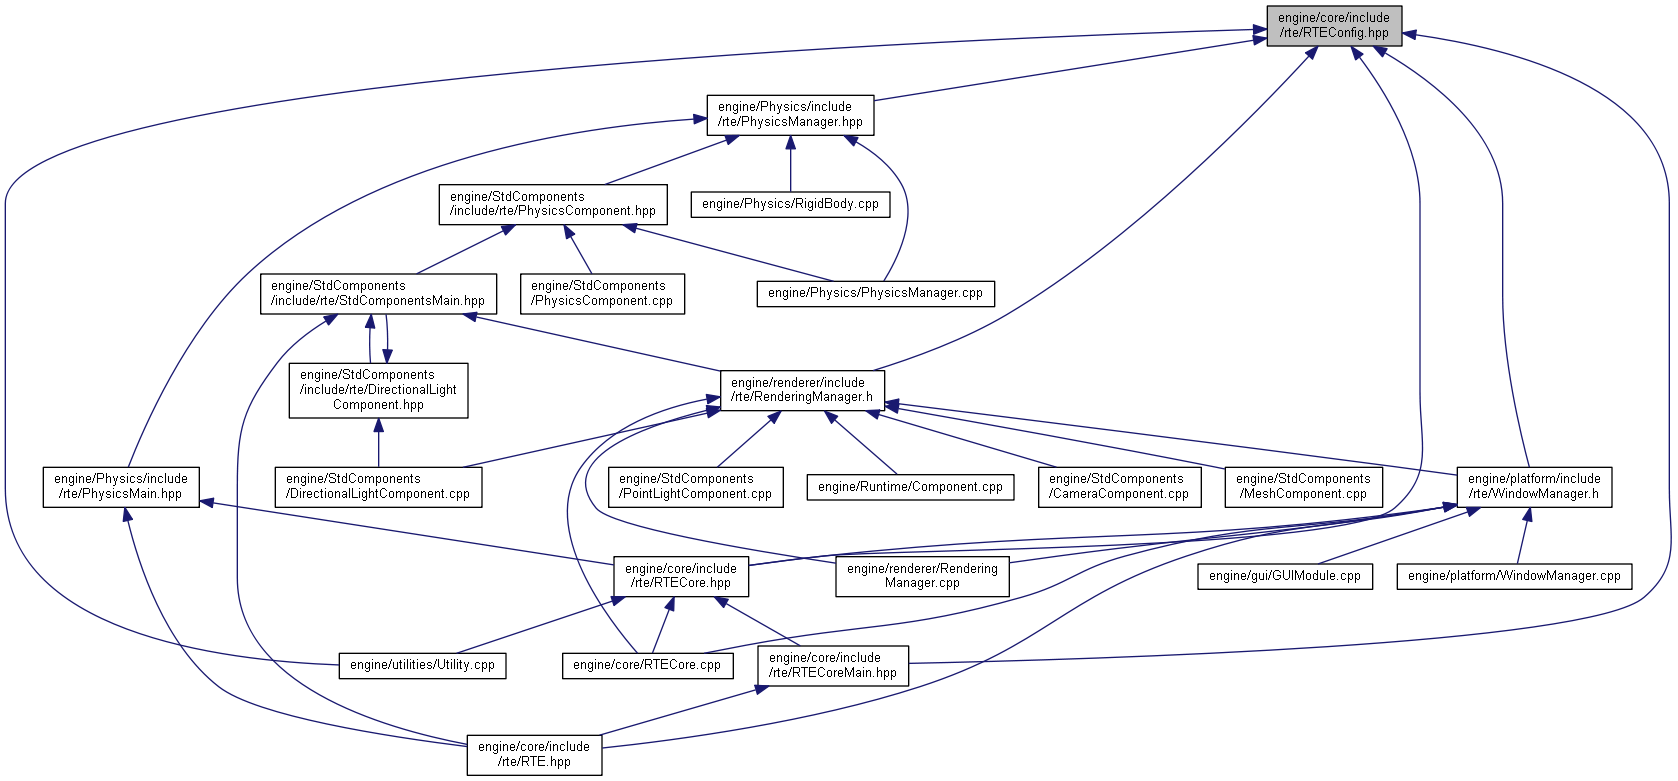 engine/core/include
/rte/RTEConfig.hpp
engine/Physics/include
/rte/PhysicsManager.hpp
engine/StdComponents
/include/rte/PhysicsComponent.hpp
engine/Physics/RigidBody.cpp
engine/StdComponents
/include/rte/StdComponentsMain.hpp
engine/StdComponents
/PhysicsComponent.cpp
engine/Physics/PhysicsManager.cpp
engine/StdComponents
/include/rte/DirectionalLight
Component.hpp
engine/renderer/include
/rte/RenderingManager.h
engine/Physics/include
/rte/PhysicsMain.hpp
engine/StdComponents
/DirectionalLightComponent.cpp
engine/StdComponents
/PointLightComponent.cpp
engine/Runtime/Component.cpp
engine/StdComponents
/CameraComponent.cpp
engine/StdComponents
/MeshComponent.cpp
engine/platform/include
/rte/WindowManager.h
engine/core/include
/rte/RTECore.hpp
engine/renderer/Rendering
Manager.cpp
engine/gui/GUIModule.cpp
engine/platform/WindowManager.cpp
engine/utilities/Utility.cpp
engine/core/RTECore.cpp
engine/core/include
/rte/RTECoreMain.hpp
engine/core/include
/rte/RTE.hpp